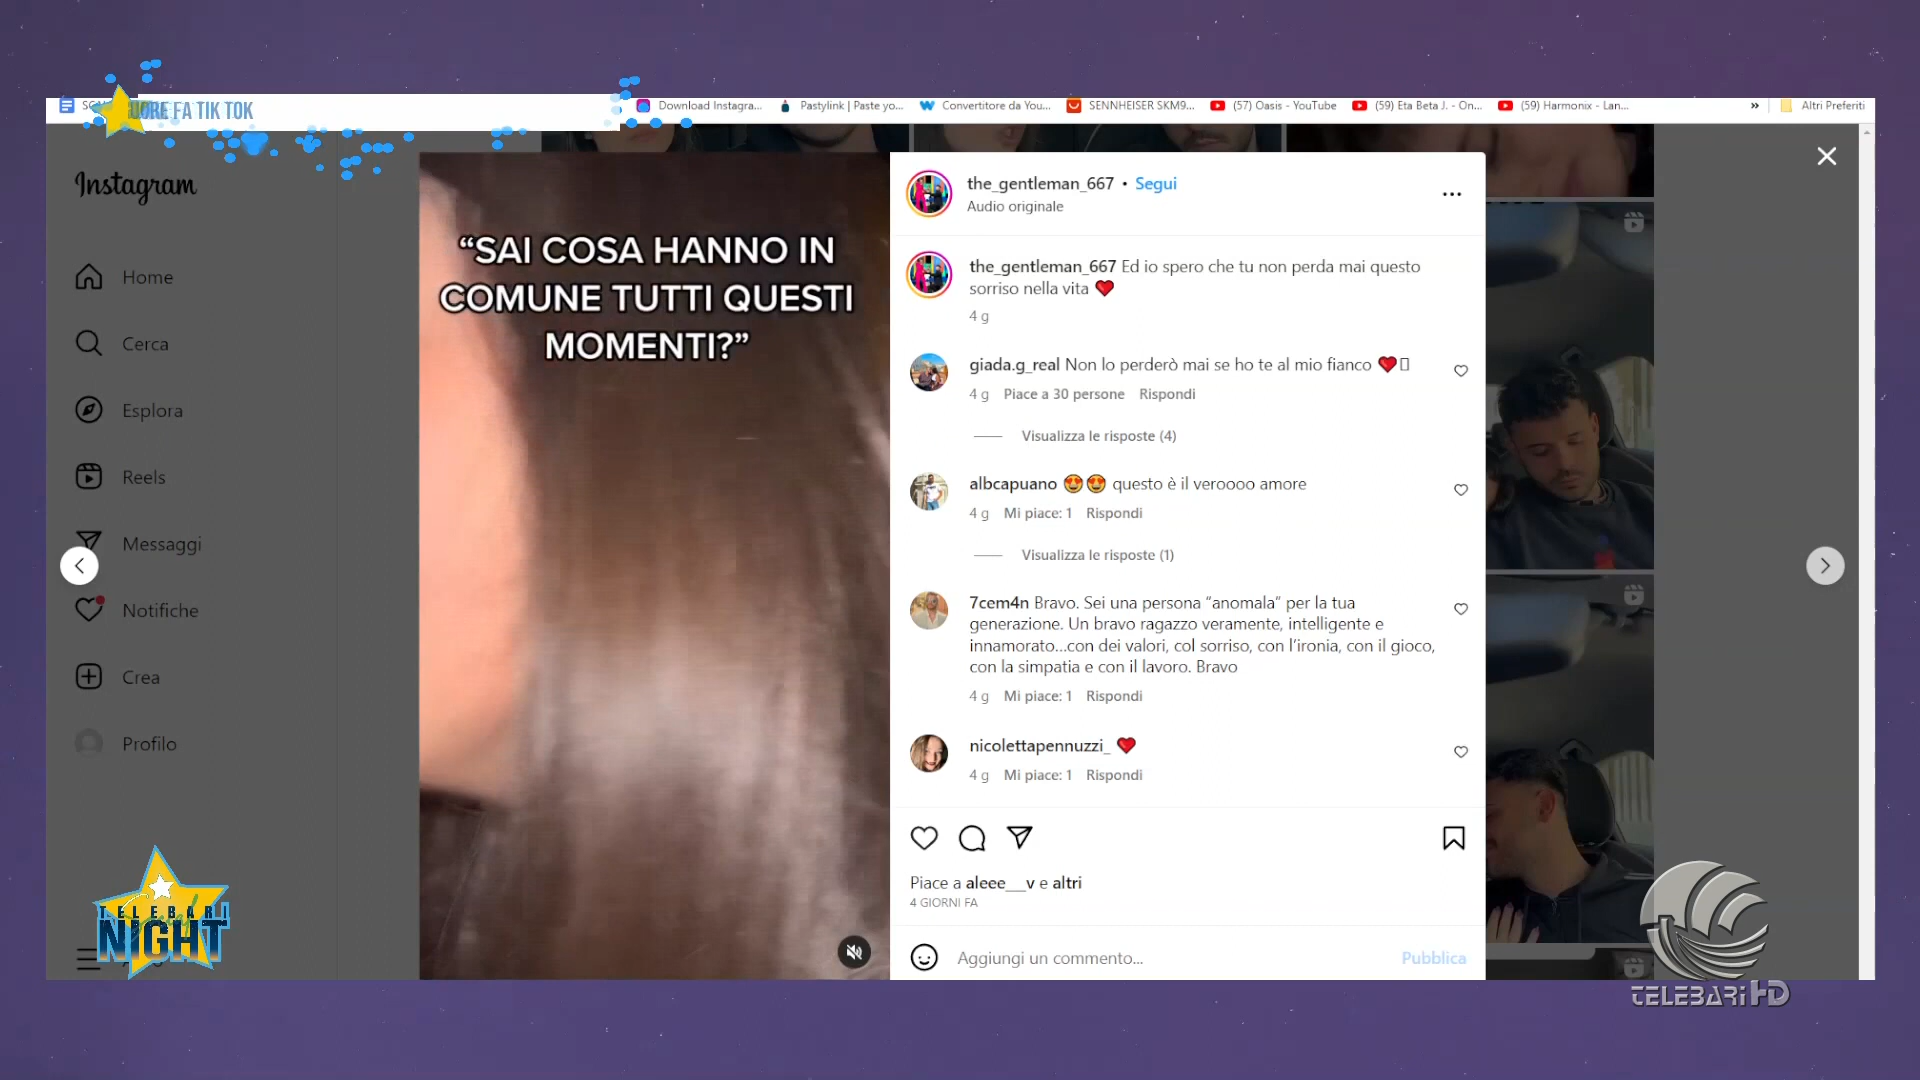 UORE FA TIK TOK
Download Instagra...
Pastylink | Paste yo...
Convertitore da You...
SENNHEISER SKM9...
(57) Oasis - YouTube
(59) Eta Beta J. - On...
(59) Harmonix - Lan...
»
Altri Preferiti
Instagram
Home
Cerca
Esplora
Reels
Messaggi
Notifiche
Crea
Profilo
“SAI COSA HANNO IN
COMUNE TUTTI QUESTI
MOMENTI?”
the_gentleman_667 • Segui
Audio originale
the_gentleman_667 Ed io spero che tu non perda mai questo
sorriso nella vita ❤️
4 g
giada.g_real Non lo perderò mai se ho te al mio fianco ❤️
4 g Piace a 30 persone Rispondi
Visualizza le risposte (4)
albcapuano 😍😍 questo è il veroooo amore
4 g Mi piace: 1 Rispondi
Visualizza le risposte (1)
7cem4n Bravo. Sei una persona “anomala” per la tua
generazione. Un bravo ragazzo veramente, intelligente e
innamorato...con dei valori, col sorriso, con l’ironia, con il gioco,
con la simpatia e con il lavoro. Bravo
4 g Mi piace: 1 Rispondi
nicolettapennuzzi_ ❤️
4 g Mi piace: 1 Rispondi
Piace a aleee___v e altri
4 GIORNI FA
Aggiungi un commento...
Pubblica
TELEBARI
NIGHT
TELEBARI HD